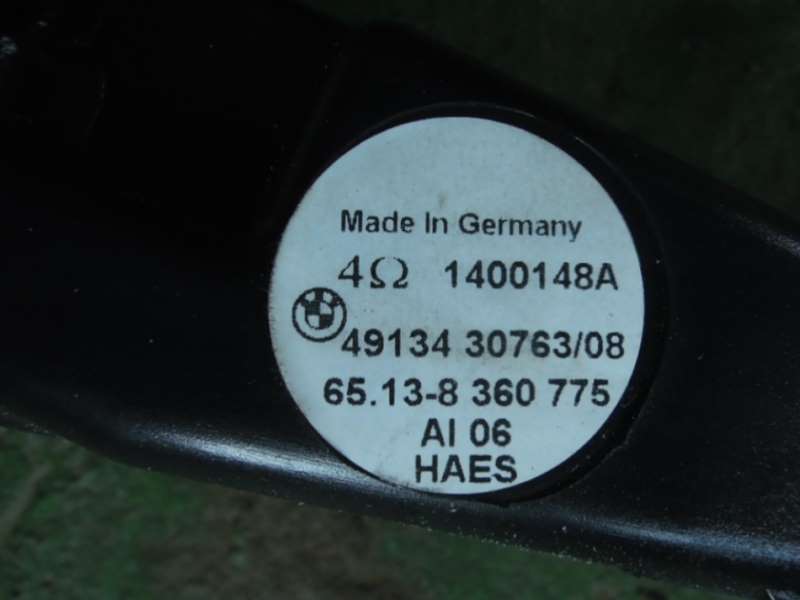 Made In Germany
4Ω 1400148A
49134 30763/08
65.13-8 360 775
AI 06
HAES